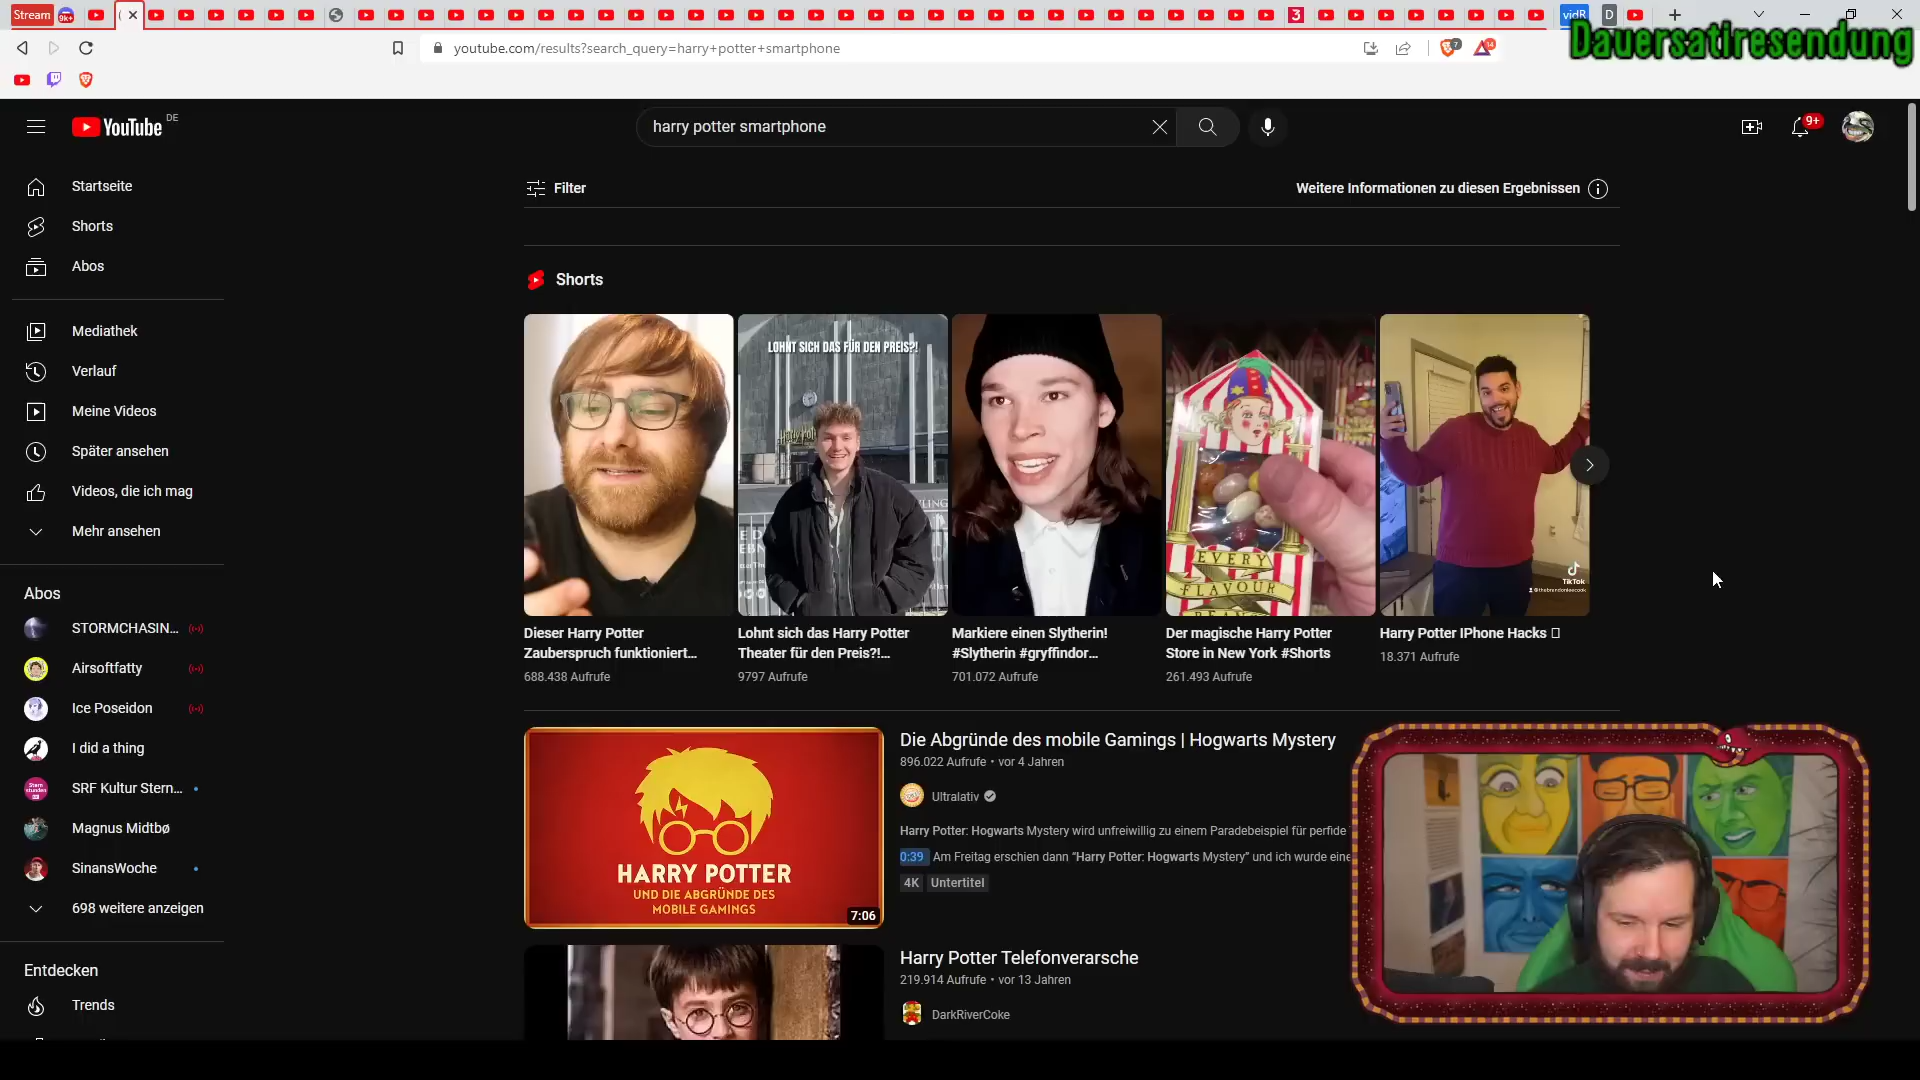 Stream
9k+
3
vidR
D
youtube.com/results?search_query=harry+potter+smartphone
7
14
Dauersatiresendung
YouTube
DE
harry potter smartphone
9+
Startseite
Shorts
Abos
Mediathek
Verlauf
Meine Videos
Später ansehen
Videos, die ich mag
Mehr ansehen
Abos
STORMCHASIN...
Airsoftfatty
Ice Poseidon
I did a thing
SRF Kultur Stern...
Magnus Midtbø
SinansWoche
698 weitere anzeigen
Entdecken
Trends
Filter
Weitere Informationen zu diesen Ergebnissen
Shorts
LOHNT SICH DAS FÜR DEN PREIS?!
EVERY
FLAVOUR
TikTok
@thebrandonleecook
Dieser Harry Potter
Zauberspruch funktioniert...
688.438 Aufrufe
Lohnt sich das Harry Potter
Theater für den Preis?!...
9797 Aufrufe
Markiere einen Slytherin!
#Slytherin #gryffindor...
701.072 Aufrufe
Der magische Harry Potter
Store in New York #Shorts
261.493 Aufrufe
Harry Potter IPhone Hacks
18.371 Aufrufe
HARRY POTTER
UND DIE ABGRÜNDE DES
MOBILE GAMINGS
7:06
Die Abgründe des mobile Gamings | Hogwarts Mystery
896.022 Aufrufe • vor 4 Jahren
Ultralativ
Harry Potter: Hogwarts Mystery wird unfreiwillig zu einem Paradebeispiel für perfide
0:39 Am Freitag erschien dann "Harry Potter: Hogwarts Mystery" und ich wurde eine
4K Untertitel
Harry Potter Telefonverarsche
219.914 Aufrufe • vor 13 Jahren
DarkRiverCoke